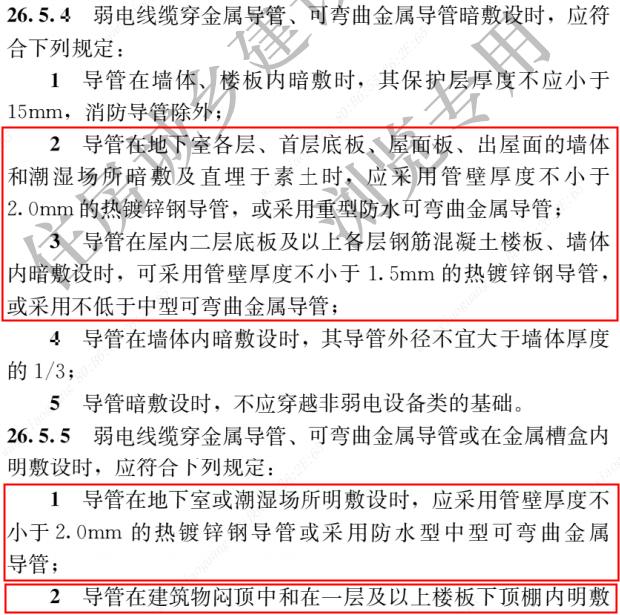 26.5.4 弱电线缆穿金属导管、可弯曲金属导管暗敷设时，应符
合下列规定：
1 导管在墙体、楼板内暗敷时，其保护层厚度不应小于
15mm，消防导管除外；
2 导管在地下室各层、首层底板、屋面板、出屋面的墙体
和潮湿场所暗敷及直埋于素土时，应采用管壁厚度不小于
2.0mm 的热镀锌钢导管，或采用重型防水可弯曲金属导管；
3 导管在屋内二层底板及以上各层钢筋混凝土楼板、墙体
内暗敷设时，可采用管壁厚度不小于 1.5mm 的热镀锌钢导管，
或采用不低于中型可弯曲金属导管；
4 导管在墙体内暗敷设时，其导管外径不宜大于墙体厚度
的 1/3；
5 导管暗敷设时，不应穿越非弱电设备类的基础。
26.5.5 弱电线缆穿金属导管、可弯曲金属导管或在金属槽盒内
明敷设时，应符合下列规定：
1 导管在地下室或潮湿场所明敷设时，应采用管壁厚度不
小于 2.0mm 的热镀锌钢导管或采用防水型中型可弯曲金属
导管；
2 导管在建筑物闷顶中和在一层及以上楼板下顶棚内明敷
住房城乡建设
浏览专用